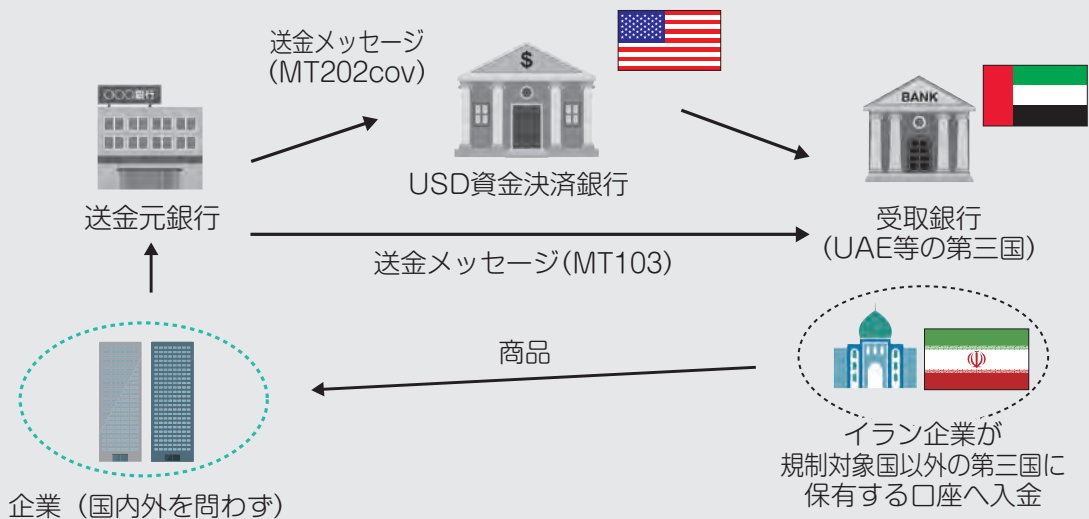 送金メッセージ
(MT202cov)
$
○○○銀行
BANK
USD資金決済銀行
送金元銀行
受取銀行
(UAE等の第三国)
送金メッセージ(MT103)
商品
イラン企業が
規制対象国以外の第三国に
保有する口座へ入金
企業（国内外を問わず）